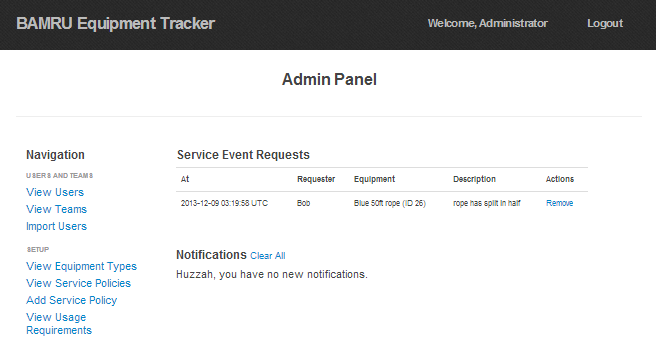 BAMRU Equipment Tracker Welcome, Administrator Logout
Admin Panel
Navigation
USERS AND TEAMS
View Users
View Teams
Import Users
SETUP
View Equipment Types
View Service Policies
Add Service Policy
View Usage
Requirements
Service Event Requests
At Requester Equipment Description Actions
2013-12-09 03:19:58 UTC Bob Blue 50ft rope (ID 26) rope has split in half Remove
Notifications Clear All
Huzzah, you have no new notifications.